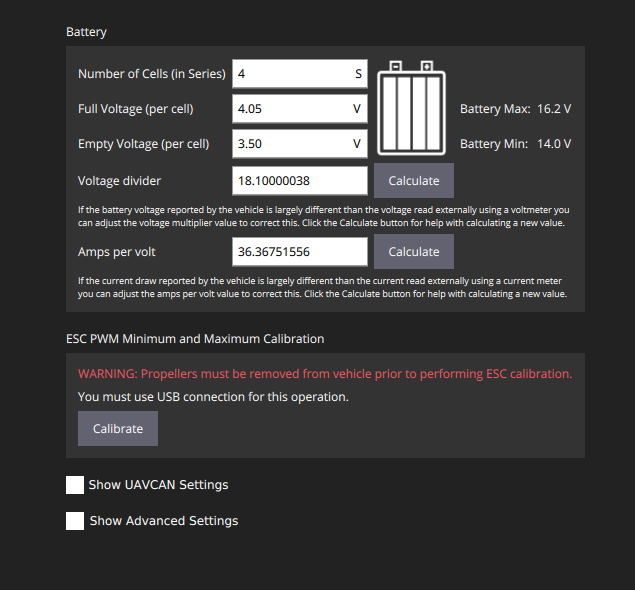 Battery
Number of Cells (in Series) 4 S
Full Voltage (per cell) 4.05 V Battery Max: 16.2 V
Empty Voltage (per cell) 3.50 V Battery Min: 14.0 V
Voltage divider 18.10000038 Calculate
If the battery voltage reported by the vehicle is largely different than the voltage read externally using a voltmeter you
can adjust the voltage multiplier value to correct this. Click the Calculate button for help with calculating a new value.
Amps per volt 36.36751556 Calculate
If the current draw reported by the vehicle is largely different than the current read externally using a current meter
you can adjust the amps per volt value to correct this. Click the Calculate button for help with calculating a new value.
ESC PWM Minimum and Maximum Calibration
WARNING: Propellers must be removed from vehicle prior to performing ESC calibration.
You must use USB connection for this operation.
Calibrate
Show UAVCAN Settings
Show Advanced Settings